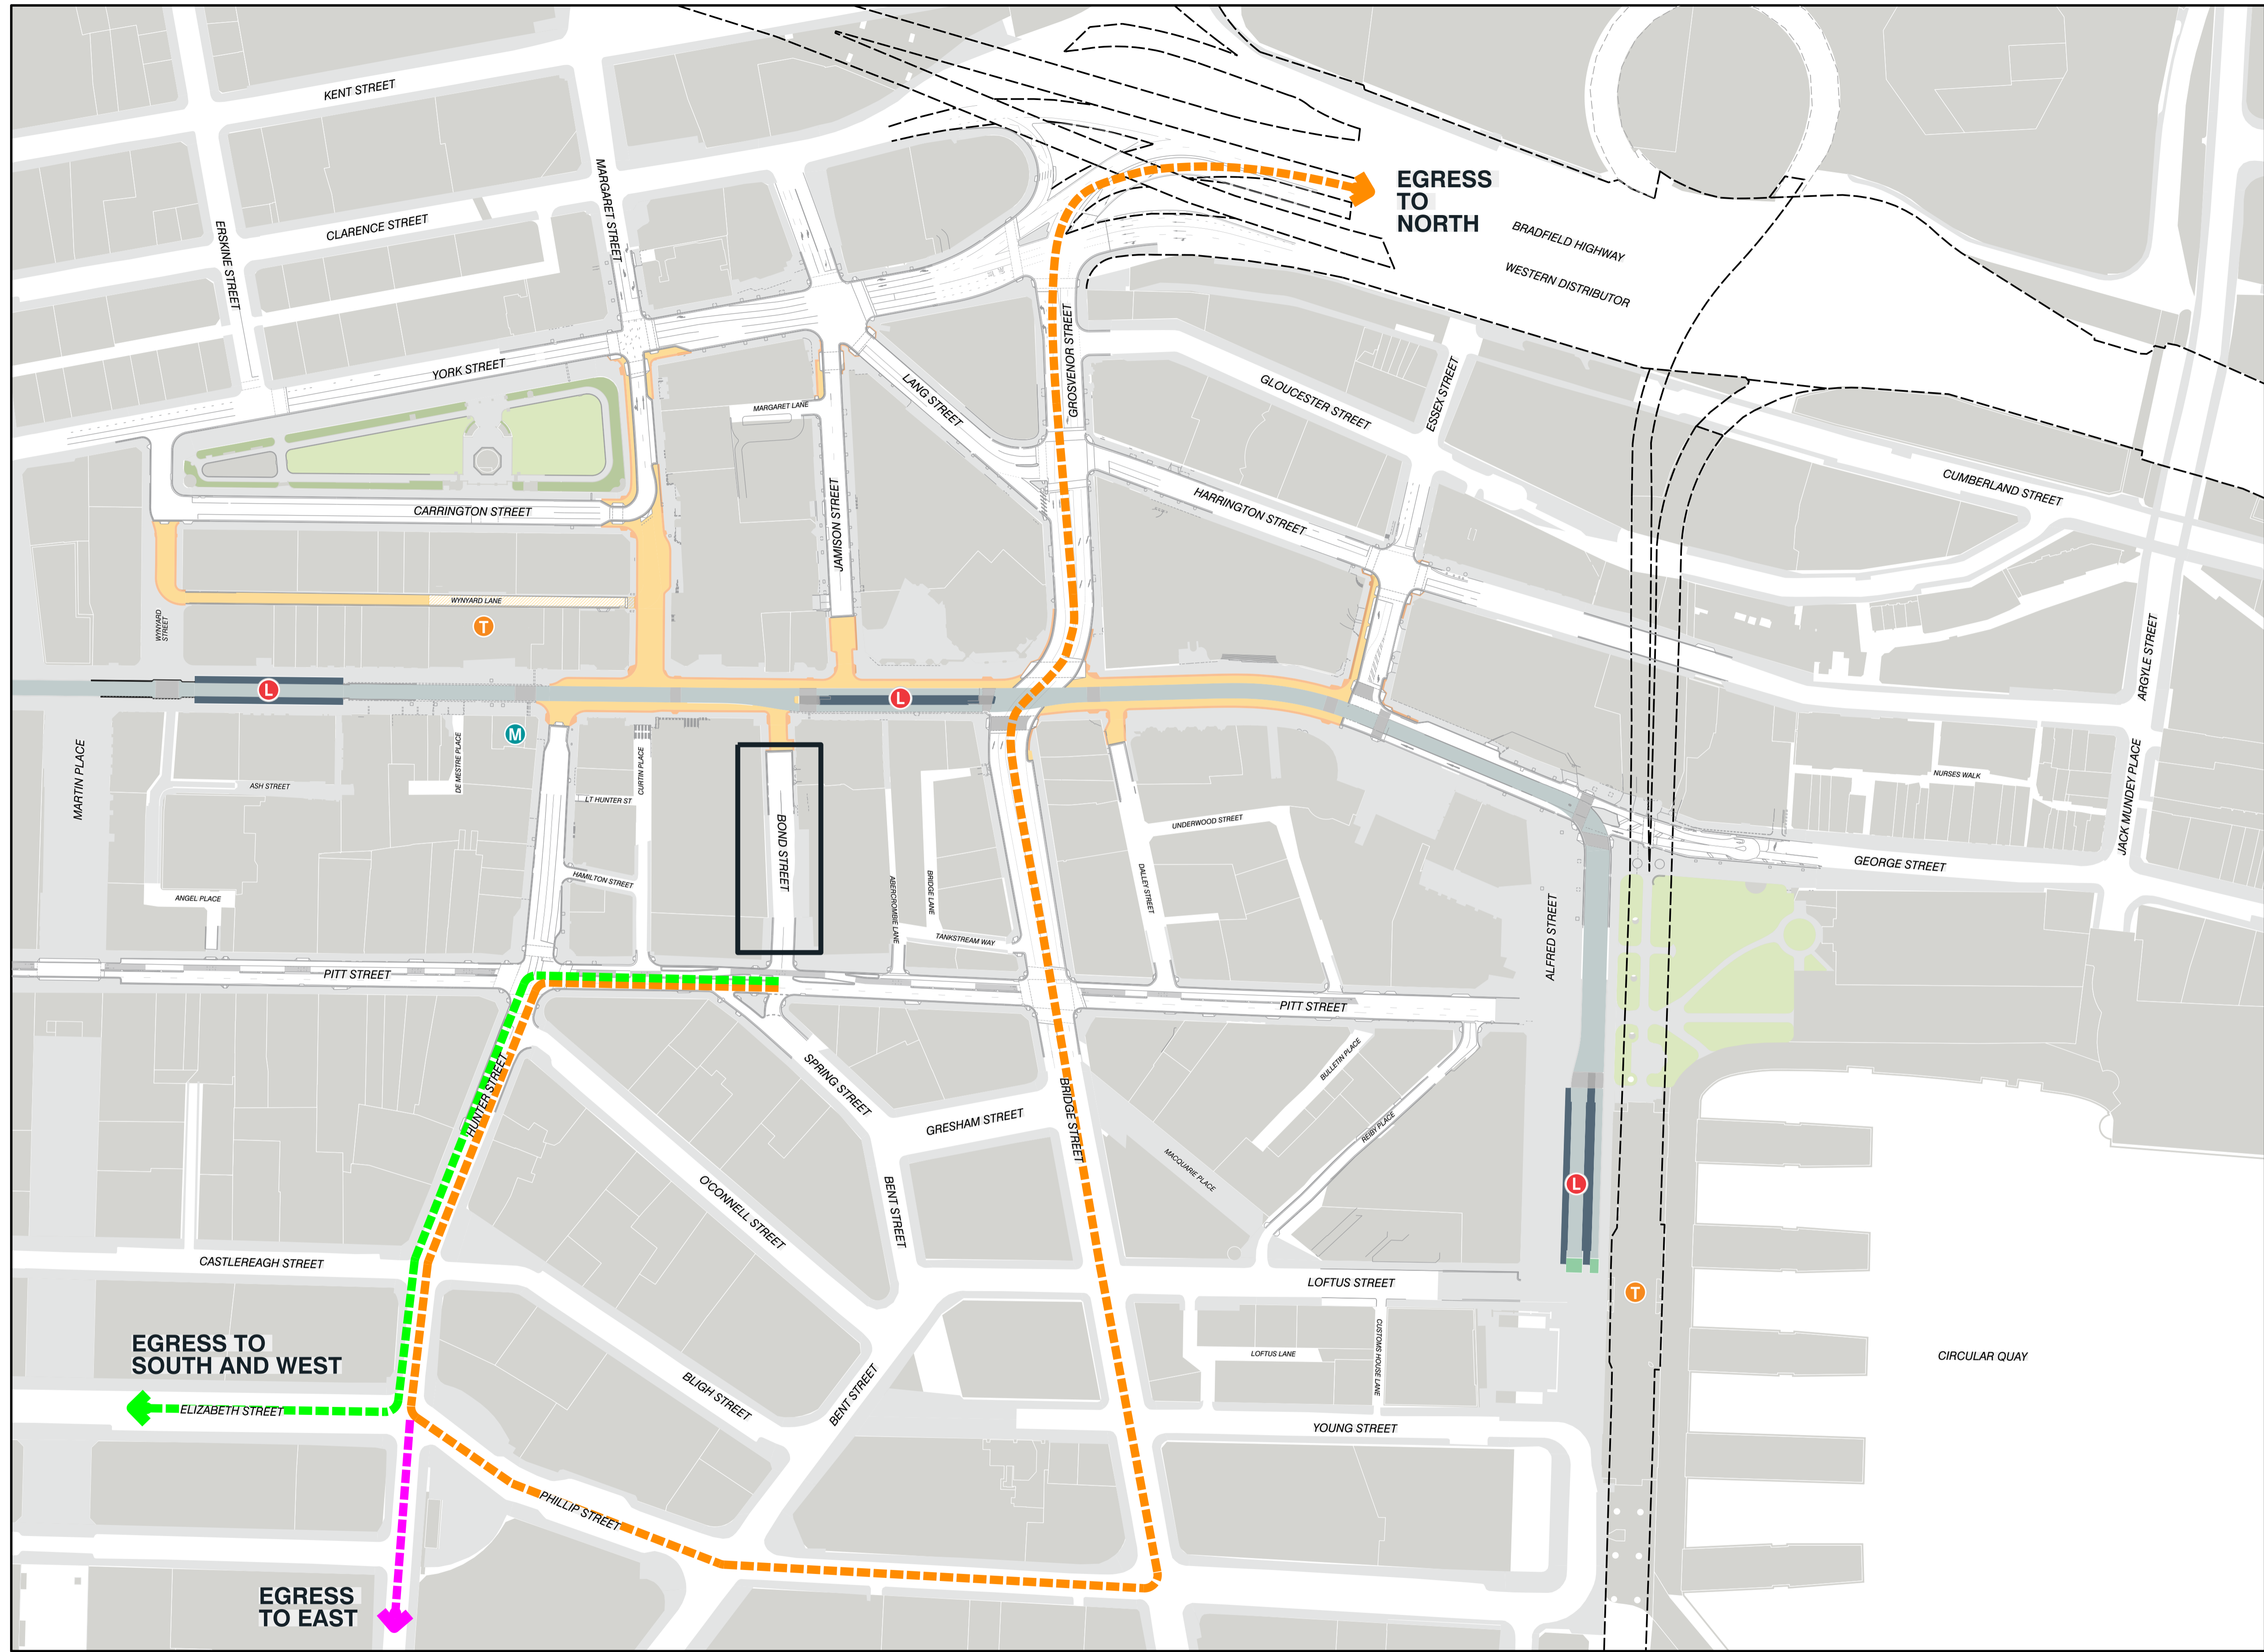 KENT STREET
MARGARET STREET
EGRESS
TO
NORTH
BRADFIELD HIGHWAY
WESTERN DISTRIBUTOR
CLARENCE STREET
ERSKINE STREET
YORK STREET
LANG STREET
GROSVENOR STREET
GLOUCESTER STREET
ESSEX STREET
MARGARET LANE
CUMBERLAND STREET
CARRINGTON STREET
JAMISON STREET
HARRINGTON STREET
WYNYARD LANE
WYNYARD
STREET
T
ARGYLE STREET
L
L
M
MARTIN PLACE
DE MESTRE PLACE
CURTIN PLACE
ASH STREET
LT HUNTER ST
BOND STREET
UNDERWOOD STREET
NURSES WALK
JACK MUNDEY PLACE
GEORGE STREET
HAMILTON STREET
ANGEL PLACE
ABERCROMBIE LANE
BRIDGE LANE
DALLEY STREET
TANKSTREAM WAY
ALFRED STREET
PITT STREET
PITT STREET
HUNTER STREET
SPRING STREET
GRESHAM STREET
BRIDGE STREET
BULLETIN PLACE
REIBY PLACE
MACQUARIE PLACE
O'CONNELL STREET
BENT STREET
L
CASTLEREAGH STREET
LOFTUS STREET
T
EGRESS TO
SOUTH AND WEST
LOFTUS LANE
CUSTOMS HOUSE LANE
CIRCULAR QUAY
ELIZABETH STREET
BLIGH STREET
BENT STREET
YOUNG STREET
PHILLIP STREET
EGRESS
TO EAST